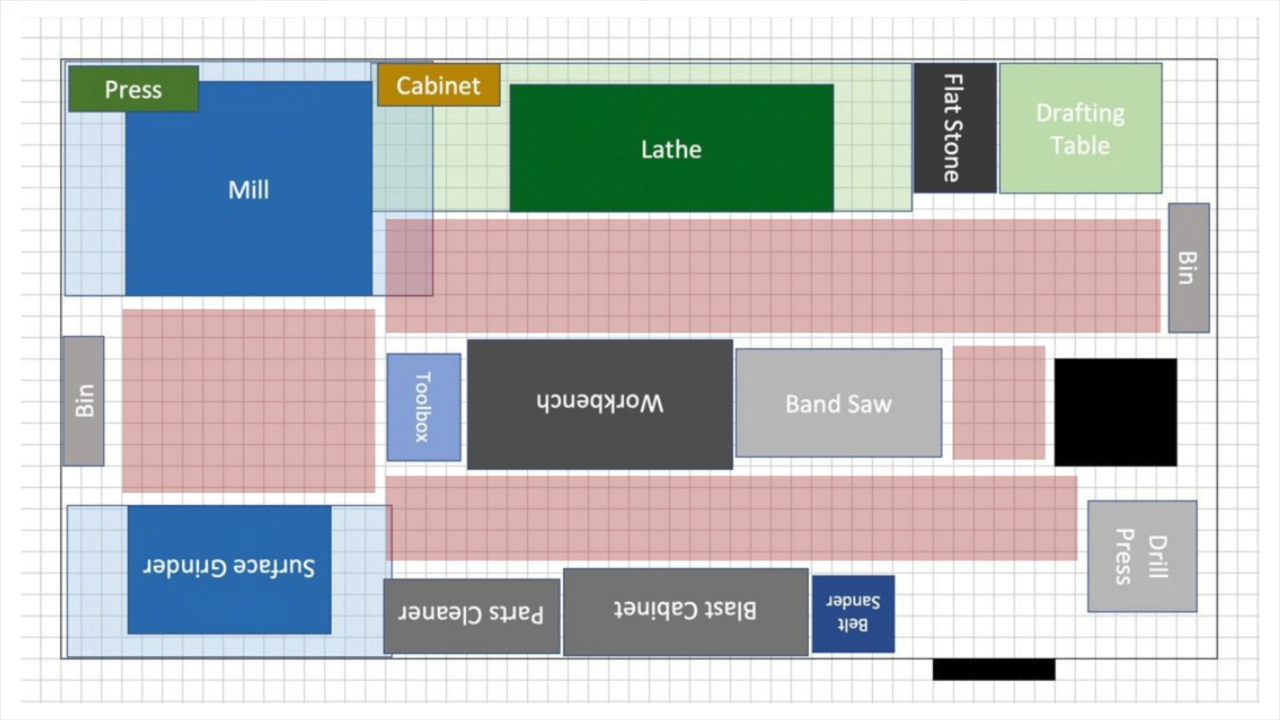 Press
Cabinet
Flat Stone
Drafting
Table
Lathe
Mill
Bin
Bin
Toolbox
Workbench
Band Saw
Surface Grinder
Parts Cleaner
Blast Cabinet
Belt
Sander
Drill
Press